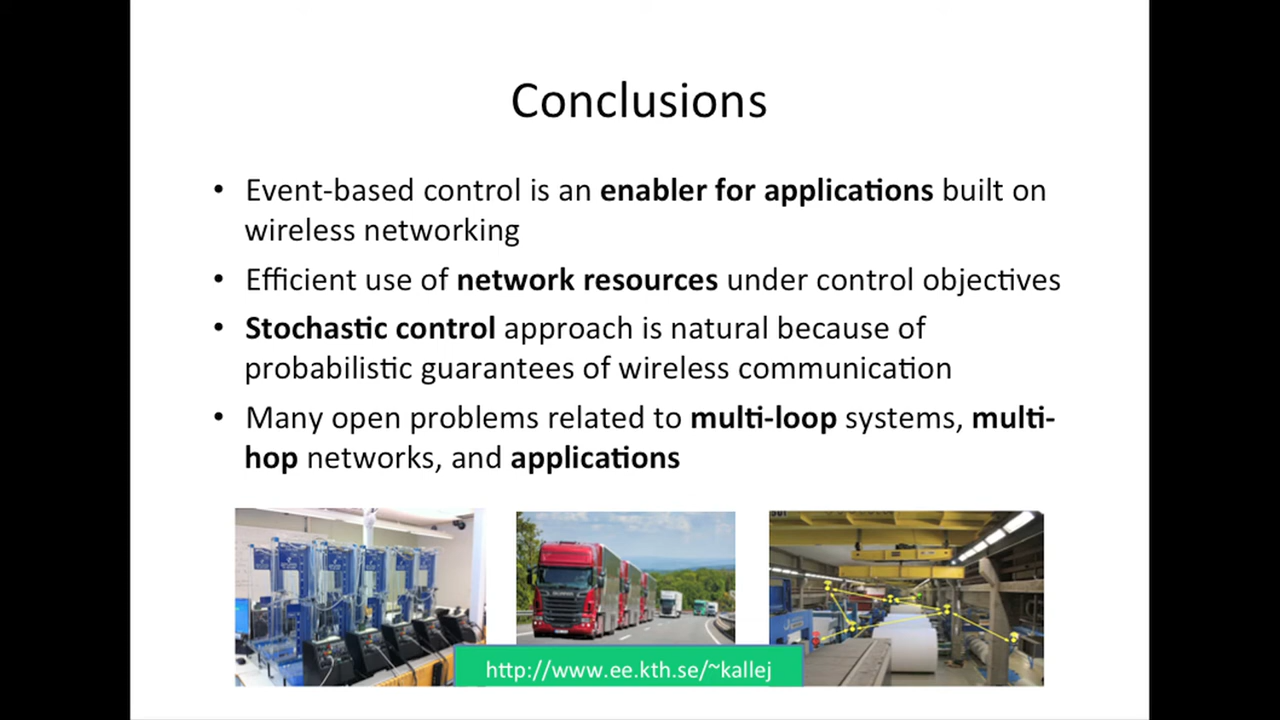 Conclusions
• Event-based control is an enabler for applications built on
wireless networking
• Efficient use of network resources under control objectives
• Stochastic control approach is natural because of
probabilistic guarantees of wireless communication
• Many open problems related to multi-loop systems, multi-
hop networks, and applications
http://www.ee.kth.se/~kallej